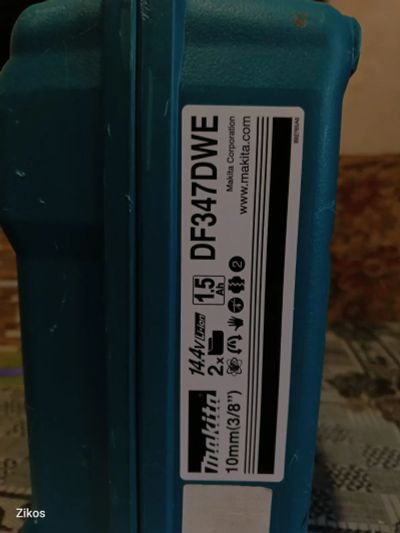 makita 14.4V Li-ion 1.5 Ah DF347DWE
10mm(3/8") 2x 2
Makita Corporation
www.makita.com
Zikos